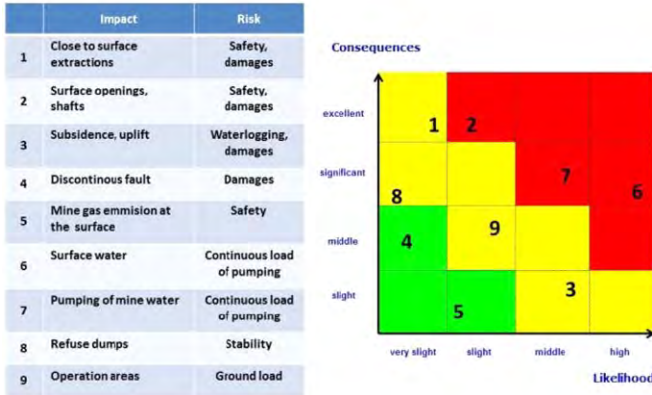 Impact Risk
1 Close to surface extractions Safety, damages
2 Surface openings, shafts Safety, damages
3 Subsidence, uplift Waterlogging, damages
4 Discontinous fault Damages
5 Mine gas emmision at the surface Safety
6 Surface water Continuous load of pumping
7 Pumping of mine water Continuous load of pumping
8 Refuse dumps Stability
9 Operation areas Ground load
Consequences
excellent
1 2
significant
7
6
8
middle
4
9
slight
3
5
very slight slight middle high
Likelihood